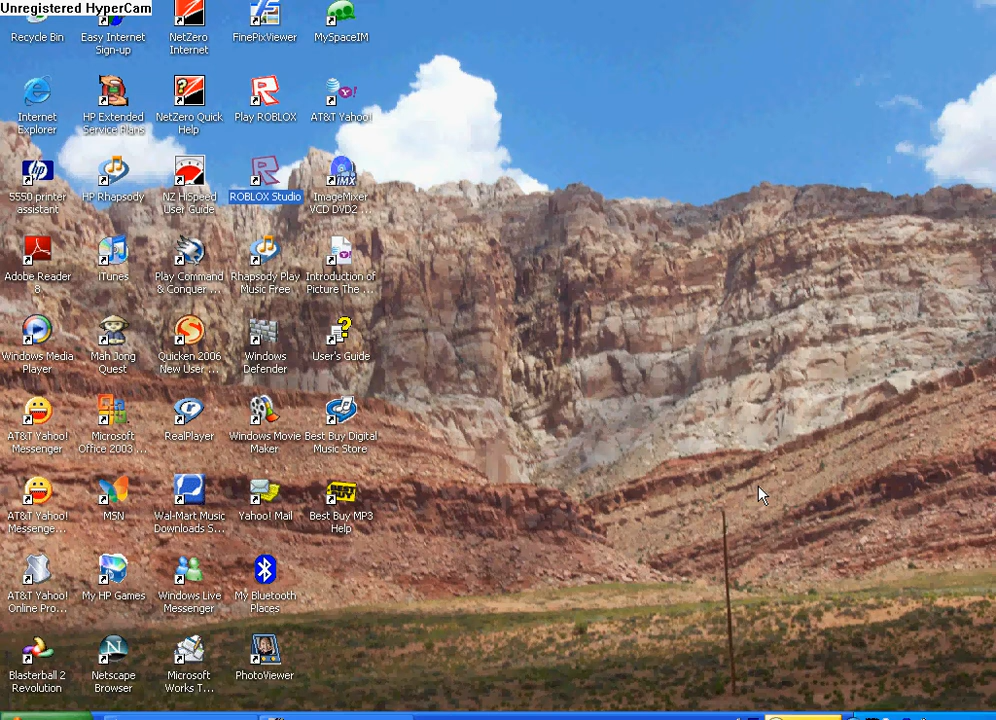 Unregistered HyperCam
Recycle Bin
Easy Internet
Sign-up
NetZero
Internet
FinePixViewer
MySpaceIM
Internet
Explorer
HP Extended
Service Plans
NetZero Quick
Help
Play ROBLOX
AT&T Yahoo!
5550 printer
assistant
HP Rhapsody
NZ HiSpeed
User Guide
ROBLOX Studio
ImageMixer
VCD DVD2 ...
Adobe Reader
8
iTunes
Play Command
& Conquer ...
Rhapsody Play
Music Free
Introduction of
Picture The ...
Windows Media
Player
Mah Jong
Quest
Quicken 2006
New User ...
Windows
Defender
User's Guide
AT&T Yahoo!
Messenger
Microsoft
Office 2003 ...
RealPlayer
Windows Movie
Maker
Best Buy Digital
Music Store
AT&T Yahoo!
Messenge...
MSN
Wal-Mart Music
Downloads S...
Yahoo! Mail
Best Buy MP3
Help
AT&T Yahoo!
Online Pro...
My HP Games
Windows Live
Messenger
My Bluetooth
Places
Blasterball 2
Revolution
Netscape
Browser
Microsoft
Works T...
PhotoViewer